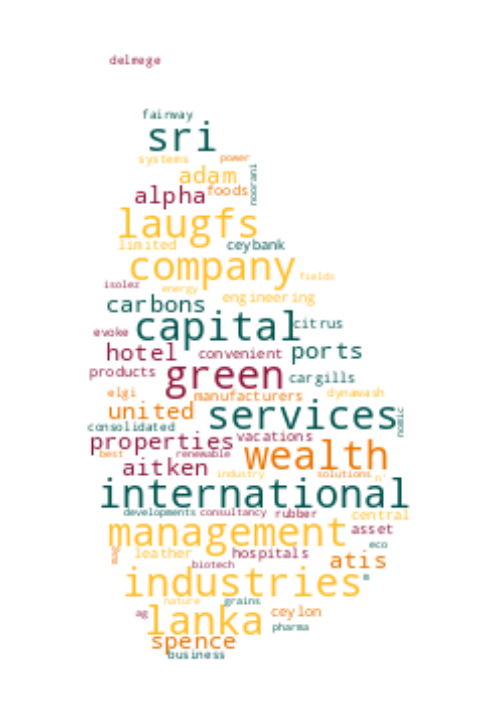 delmege
fairway
sri
systems power
adam
noorani
alpha foods
laugfs
limited ceybank
company fields
isolez energy
carbons engineering
capital citrus
evoke
hotel convenient ports
products green cargills
elgi manufacturers dynawash
united services nomic
consolidated
properties vacations
best renewable wealth
aitken industry solutions n'
international
developments consultancy rubber central
management asset
eco
leather hospitals atis
biotech
industries
nature grains
ag lanka ceylon
pharma
spence
business